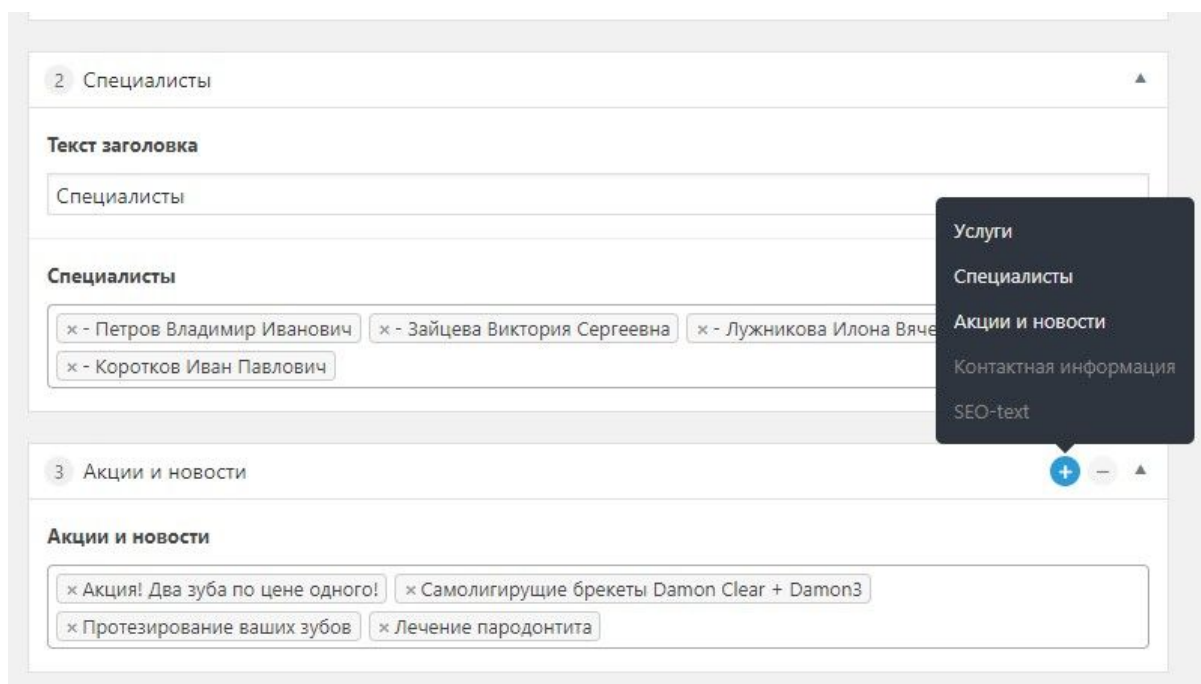 2 Специалисты ▲
Текст заголовка
Специалисты
Специалисты
× - Петров Владимир Иванович × - Зайцева Виктория Сергеевна × - Лужникова Илона Вяче
× - Коротков Иван Павлович
Услуги
Специалисты
Акции и новости
Контактная информация
SEO-text
3 Акции и новости + − ▲
Акции и новости
× Акция! Два зуба по цене одного! × Самолигирущие брекеты Damon Clear + Damon3
× Протезирование ваших зубов × Лечение пародонтита